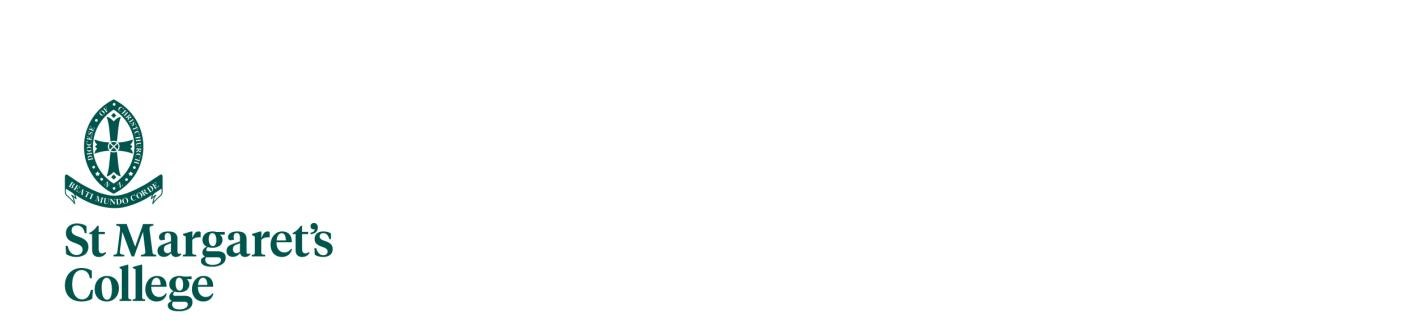 DIOCESE OF CHRISTCHURCH
N Z
BEATI MUNDO CORDE
St Margaret’s
College